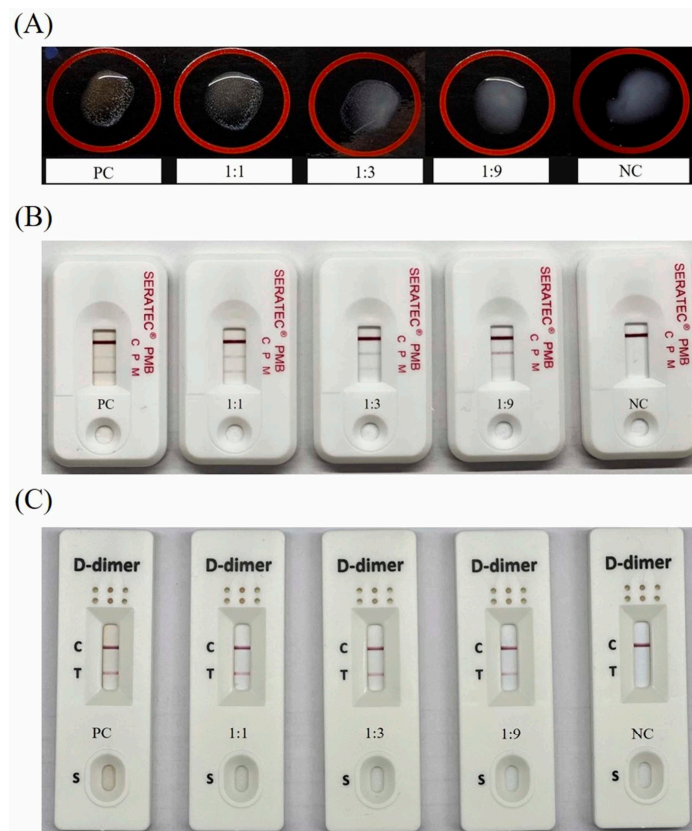 (A)
PC 1:1 1:3 1:9 NC
(B)
SERATEC® PMB SERATEC® PMB SERATEC® PMB SERATEC® PMB SERATEC® PMB
C P M C P M C P M C P M C P M
PC 1:1 1:3 1:9 NC
(C)
D-dimer D-dimer D-dimer D-dimer D-dimer
C C C C C
T T T T T
PC 1:1 1:3 1:9 NC
S S S S S